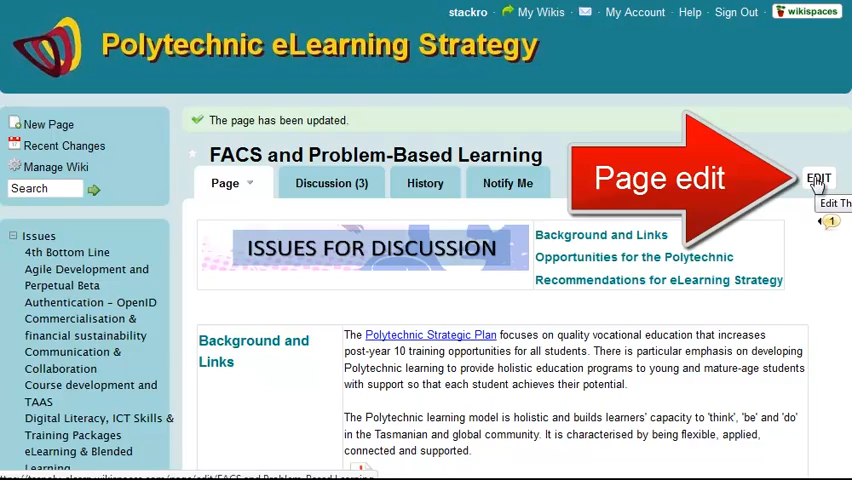 stackro · My Wikis · · My Account · Help · Sign Out · wikispaces
Polytechnic eLearning Strategy
New Page
Recent Changes
Manage Wiki
Search
The page has been updated.
FACS and Problem-Based Learning
Page Discussion (3) History Notify Me
Page edit
EDIT
Edit Th
1
Issues
4th Bottom Line
Agile Development and
Perpetual Beta
Authentication – OpenID
Commercialisation &
financial sustainability
Communication &
Collaboration
Course development and
TAAS
Digital Literacy, ICT Skills &
Training Packages
eLearning & Blended
Learning
ISSUES FOR DISCUSSION
Background and Links
Opportunities for the Polytechnic
Recommendations for eLearning Strategy
Background and
Links
The Polytechnic Strategic Plan focuses on quality vocational education that increases
post-year 10 training opportunities for all students. There is particular emphasis on developing
Polytechnic learning to provide holistic education programs to young and mature-age students
with support so that each student achieves their potential.
The Polytechnic learning model is holistic and builds learners' capacity to 'think', 'be' and 'do'
in the Tasmanian and global community. It is characterised by being flexible, applied,
connected and supported.